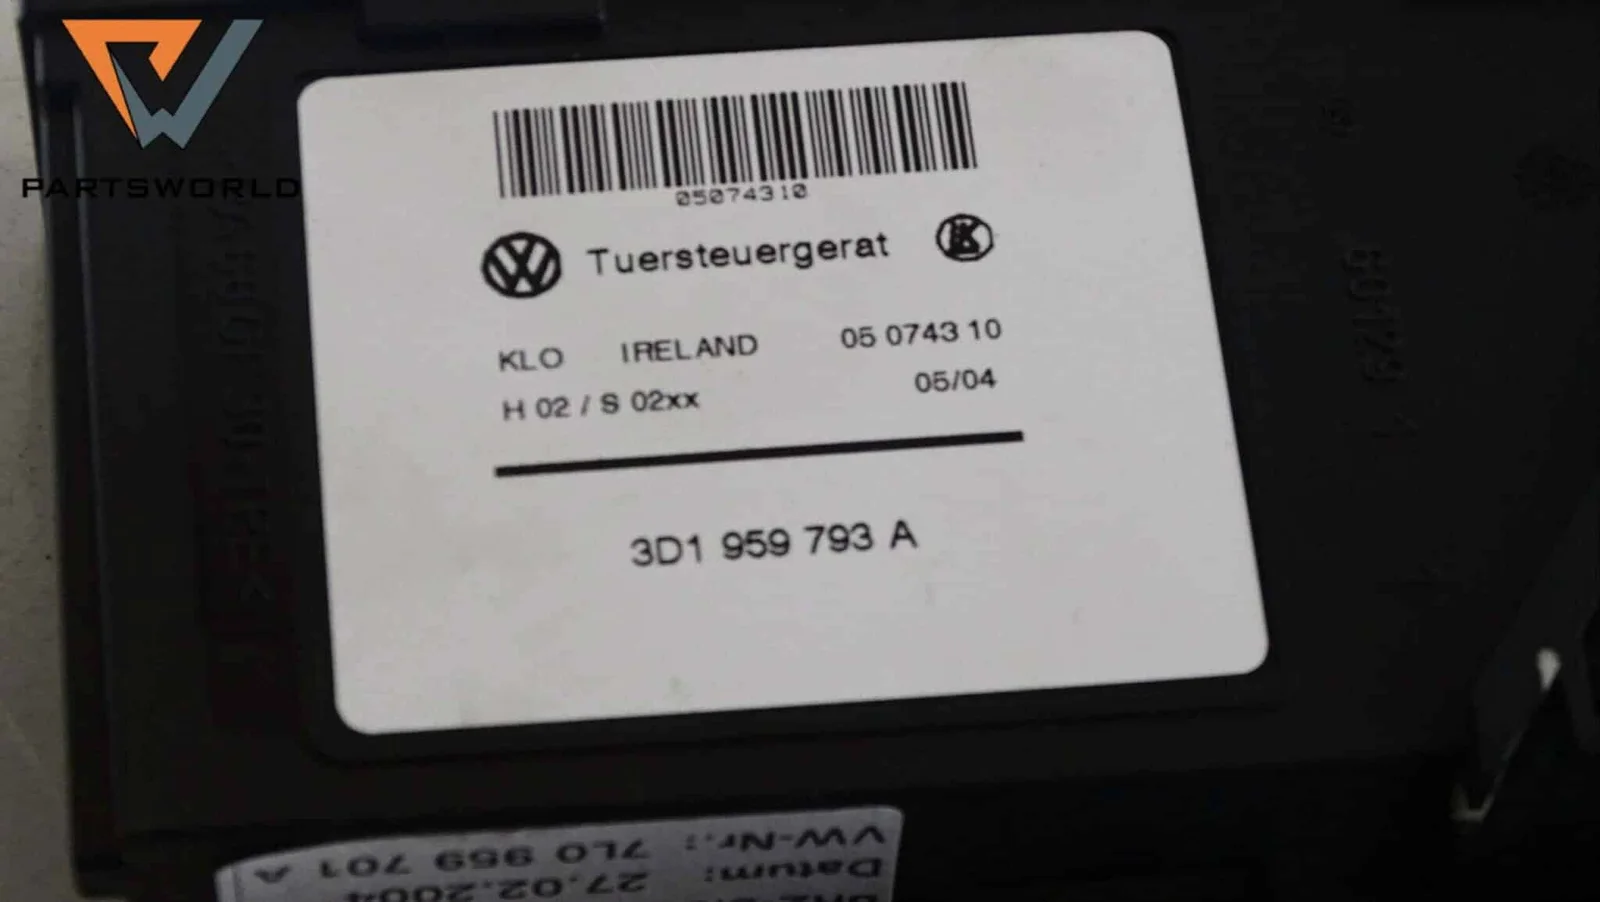 PARTSWORLD
05074310
Tuersteuergerat
KLO IRELAND 05 0743 10
H 02 / S 02xx 05/04
3D1 959 793 A
VW-Nr.: 7L0 959 701 A
Datum: 27.02.2004